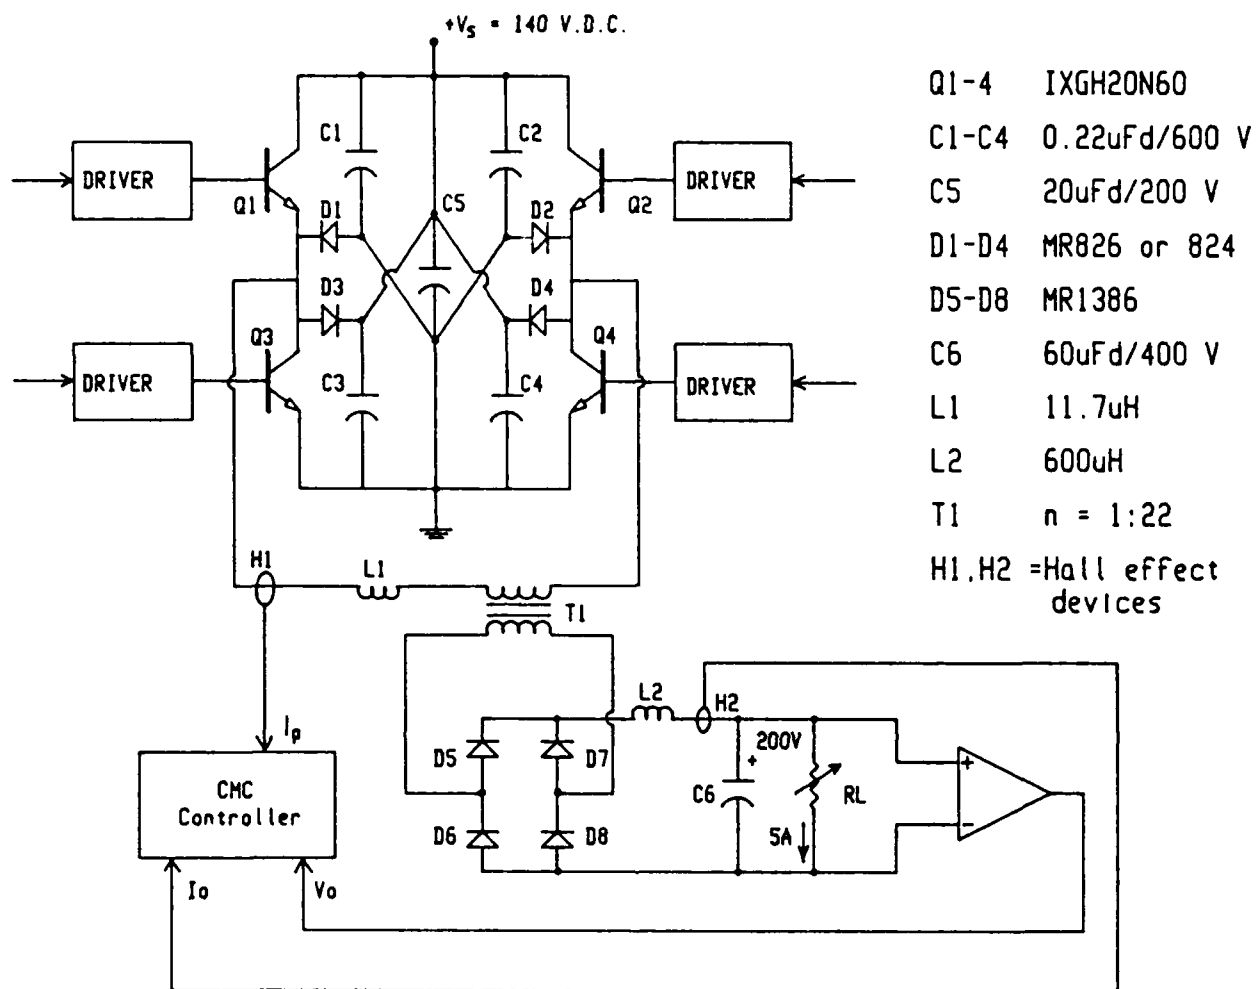 +Vs = 140 V.D.C.
Q1-4 IXGH20N60
C1-C4 0.22uFd/600 V
C5 20uFd/200 V
D1-D4 MR826 or 824
D5-D8 MR1386
C6 60uFd/400 V
L1 11.7uH
L2 600uH
T1 n = 1:22
H1,H2 =Hall effect
devices
C1
C2
DRIVER
DRIVER
Q1
D1
C5
D2
Q2
D3
D4
Q3
Q4
DRIVER
C3
C4
DRIVER
H1
L1
T1
L2
H2
Ip
D5
D7
200V
+
+
CMC
Controller
C6
RL
D6
D8
5A
-
Io
Vo